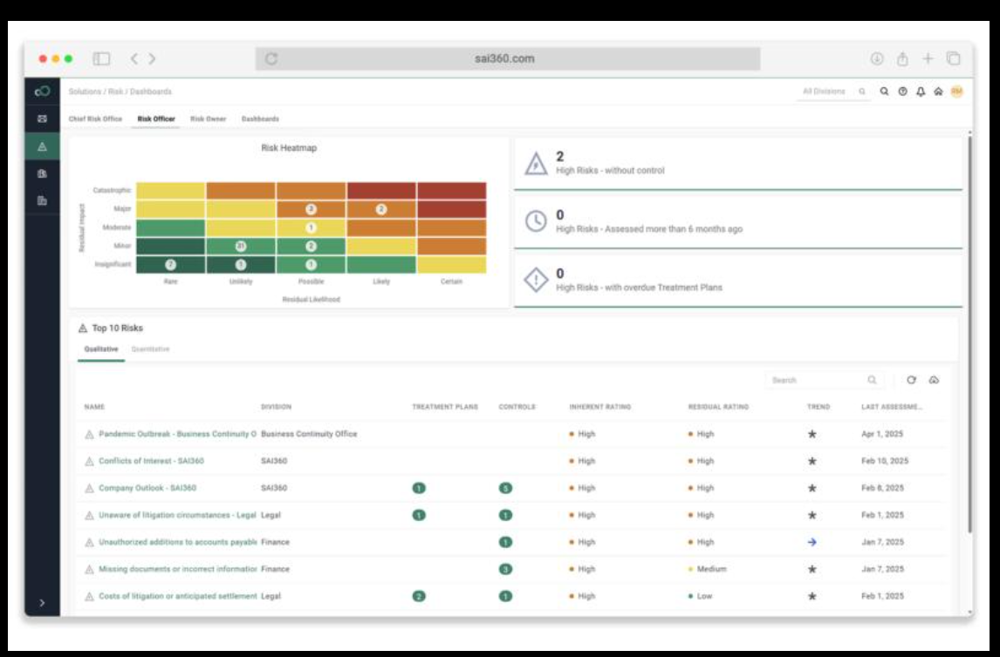 sai360.com
Solutions / Risk / Dashboards
All Divisions
RM
Chief Risk Office Risk Officer Risk Owner Dashboards
Risk Heatmap
Residual Impact
Catastrophic
Major 2
Moderate 1
Minor 21 2
Insignificant 7 5 1
Rare Unlikely Possible Likely Certain
Residual Likelihood
2
High Risks - without control
0
High Risks - Assessed more than 6 months ago
0
High Risks - with overdue Treatment Plans
Top 10 Risks
Qualitative Quantitative
Search
NAME DIVISION TREATMENT PLANS CONTROLS INHERENT RATING RESIDUAL RATING TREND LAST ASSESSME...
Pandemic Outbreak - Business Continuity O Business Continuity Office High High Apr 1, 2025
Conflicts of Interest - SAI360 SAI360 High High Feb 10, 2025
Company Outlook - SAI360 SAI360 1 5 High High Feb 8, 2025
Unaware of litigation circumstances - Legal Legal 1 1 High High Feb 1, 2025
Unauthorized additions to accounts payable Finance 1 High High Jan 7, 2025
Missing documents or incorrect information Finance 3 High Medium Jan 7, 2025
Costs of litigation or anticipated settlement Legal 2 1 High Low Feb 1, 2025